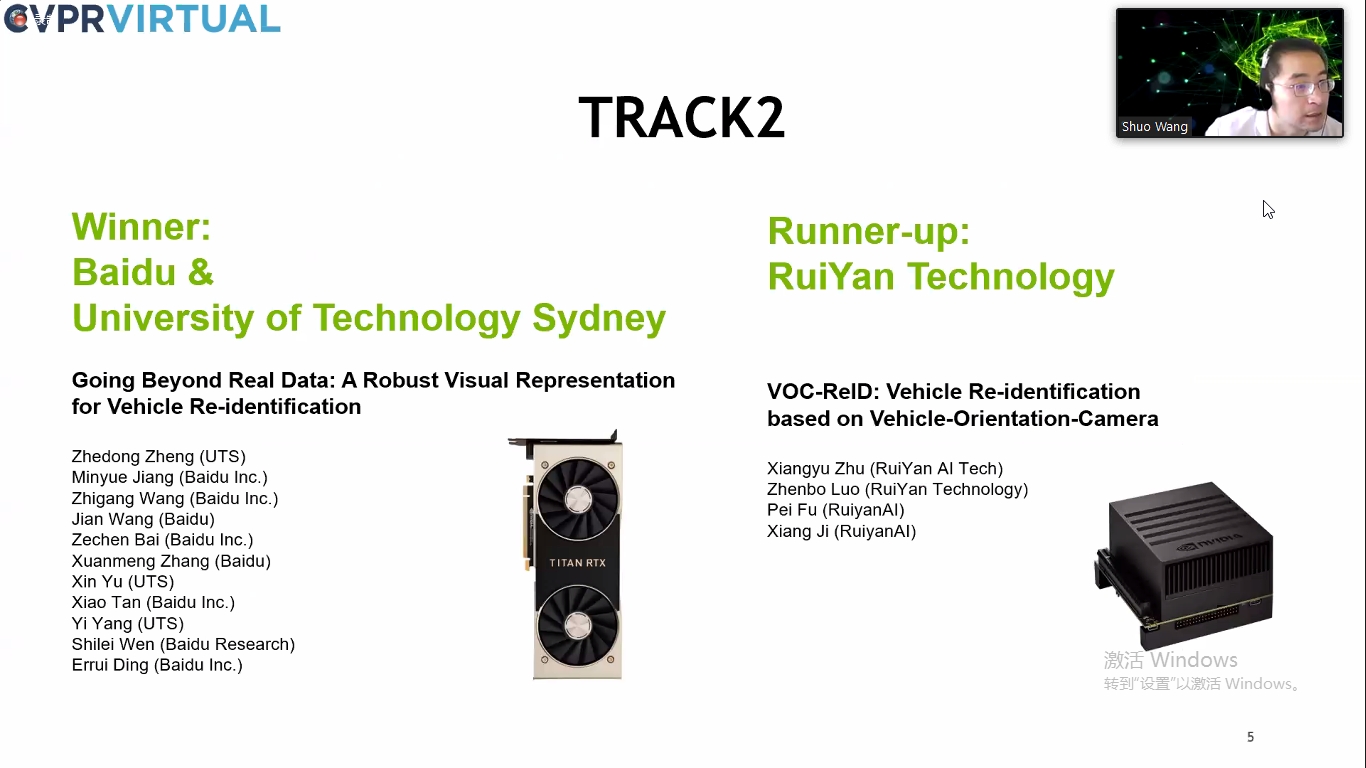 CVPRVIRTUAL
Shuo Wang
TRACK2
Winner:
Baidu &
University of Technology Sydney
Going Beyond Real Data: A Robust Visual Representation
for Vehicle Re-identification
Zhedong Zheng (UTS)
Minyue Jiang (Baidu Inc.)
Zhigang Wang (Baidu Inc.)
Jian Wang (Baidu)
Zechen Bai (Baidu Inc.)
Xuanmeng Zhang (Baidu)
Xin Yu (UTS)
Xiao Tan (Baidu Inc.)
Yi Yang (UTS)
Shilei Wen (Baidu Research)
Errui Ding (Baidu Inc.)
TITAN RTX
Runner-up:
RuiYan Technology
VOC-ReID: Vehicle Re-identification
based on Vehicle-Orientation-Camera
Xiangyu Zhu (RuiYan AI Tech)
Zhenbo Luo (RuiYan Technology)
Pei Fu (RuiyanAI)
Xiang Ji (RuiyanAI)
NVIDIA
激活 Windows
转到"设置"以激活 Windows。
5